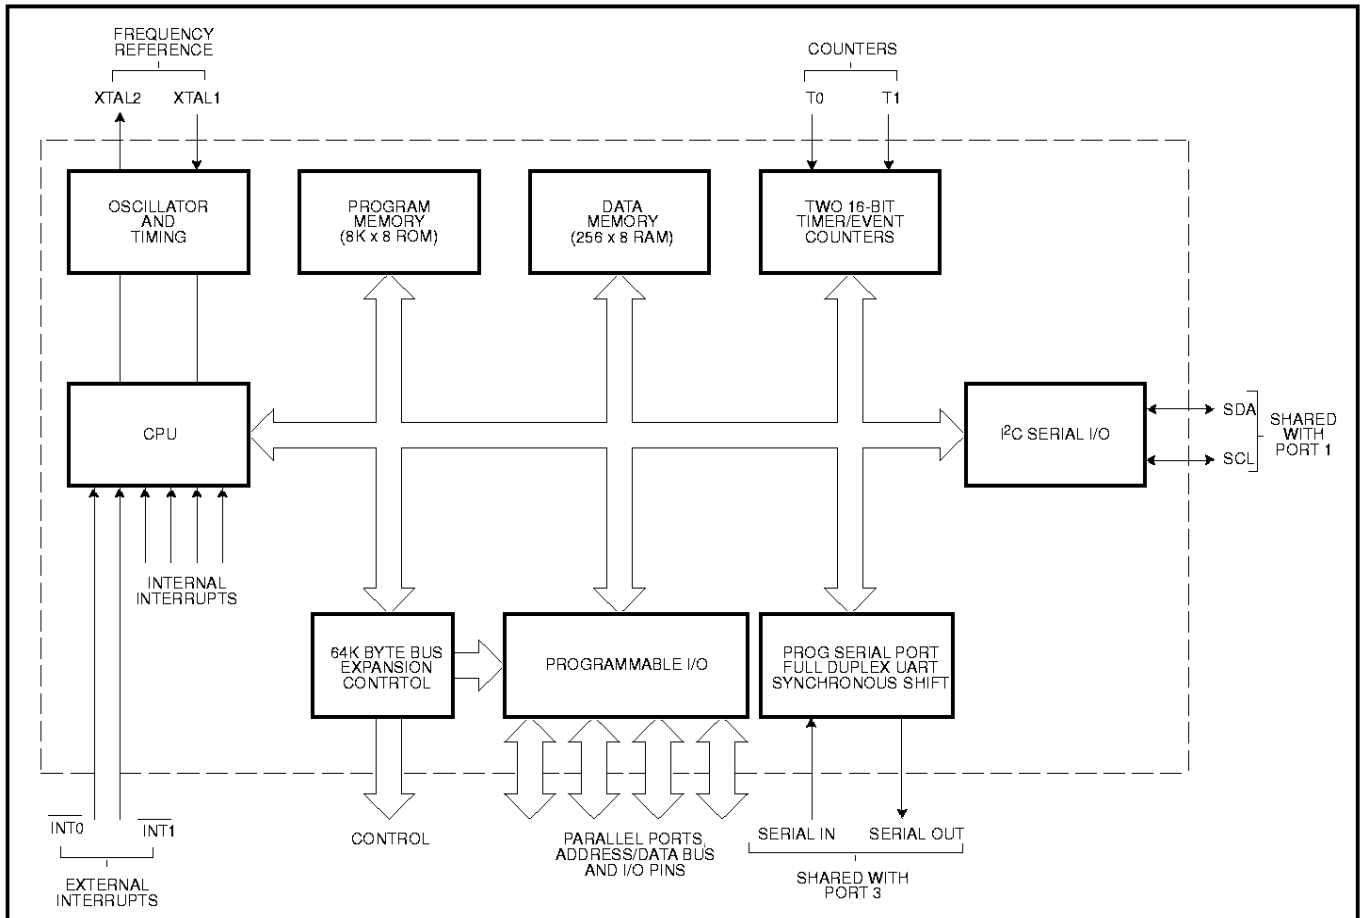 FREQUENCY
REFERENCE
COUNTERS
XTAL2
XTAL1
T0
T1
OSCILLATOR
AND
TIMING
PROGRAM
MEMORY
(8K x 8 ROM)
DATA
MEMORY
(256 x 8 RAM)
TWO 16-BIT
TIMER/EVENT
COUNTERS
CPU
I²C SERIAL I/O
SDA
SCL
SHARED
WITH
PORT 1
INTERNAL
INTERRUPTS
64K BYTE BUS
EXPANSION
CONTRTOL
PROGRAMMABLE I/O
PROG SERIAL PORT
FULL DUPLEX UART
SYNCHRONOUS SHIFT
INT0
INT1
EXTERNAL
INTERRUPTS
CONTROL
PARALLEL PORTS,
ADDRESS/DATA BUS
AND I/O PINS
SERIAL IN
SERIAL OUT
SHARED WITH
PORT 3